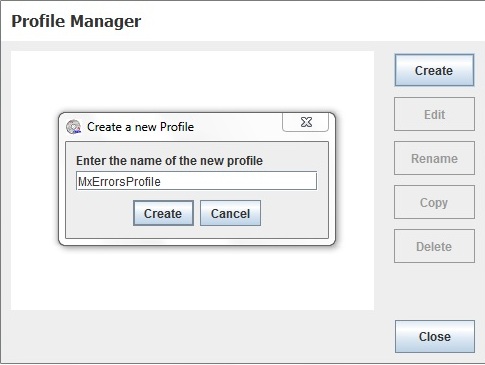 Profile Manager
Create
Edit
Rename
Copy
Delete
Close
Create a new Profile
Enter the name of the new profile
MxErrorsProfile
Create Cancel